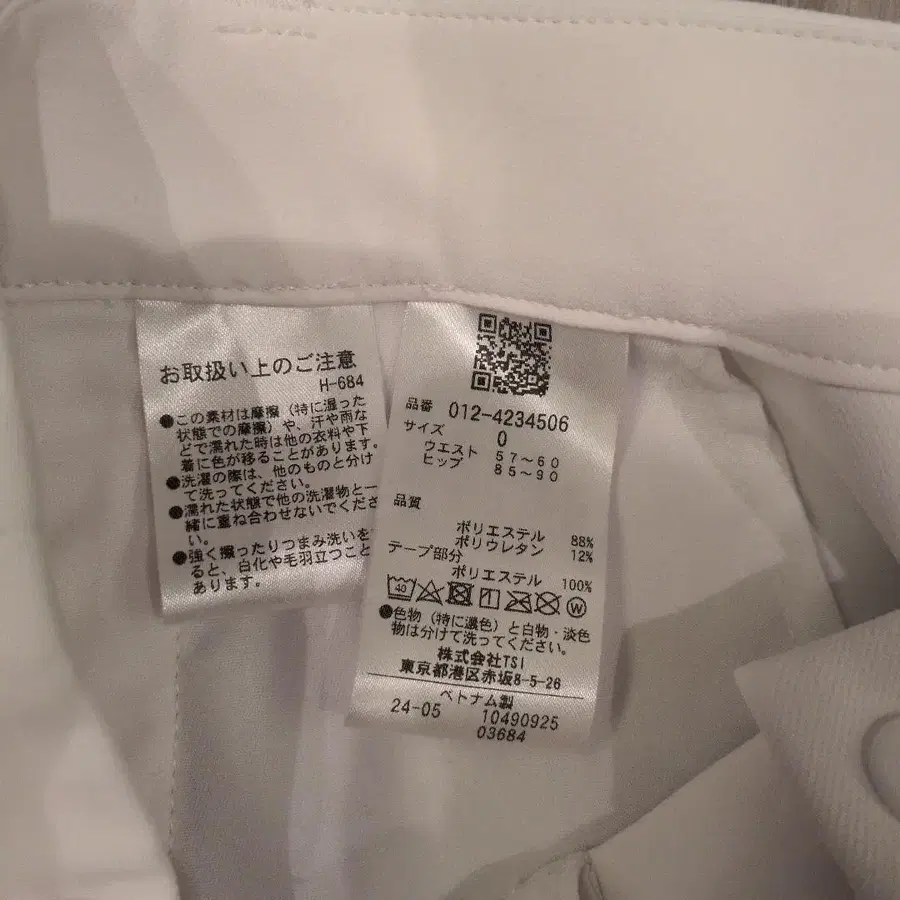 お取扱い上のご注意
H-684
●この素材は摩擦（特に湿った
状態での摩擦）や、汗や雨な
どで濡れた時は他の衣料や下
着に色が移ることがあります。
●洗濯の際は、他のものと分け
て洗ってください。
●濡れた状態で他の洗濯物と一
緒に重ね合わせないでくださ
い。
●強く擦ったりつまみ洗いを
ると、白化や毛羽立つこと
あります。
品番 012-4234506
サイズ 0
ウエスト 57～60
ヒップ 85～90
品質
ポリエステル 88%
ポリウレタン 12%
テープ部分
ポリエステル 100%
40 W
●色物（特に濃色）と白物・淡色
物は分けて洗ってください。
株式会社TSI
東京都港区赤坂8-5-26
ベトナム製
24-05 10490925
03684